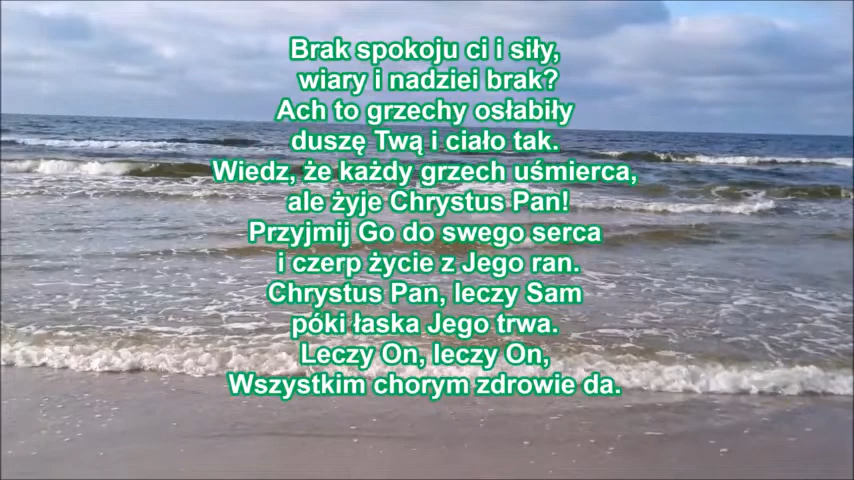 Brak spokoju ci i siły,
wiary i nadziei brak?
Ach to grzechy osłabiły
duszę Twą i ciało tak.
Wiedz, że każdy grzech uśmierca,
ale żyje Chrystus Pan!
Przyjmij Go do swego serca
i czerp życie z Jego ran.
Chrystus Pan, leczy Sam
póki łaska Jego trwa.
Leczy On, leczy On,
Wszystkim chorym zdrowie da.